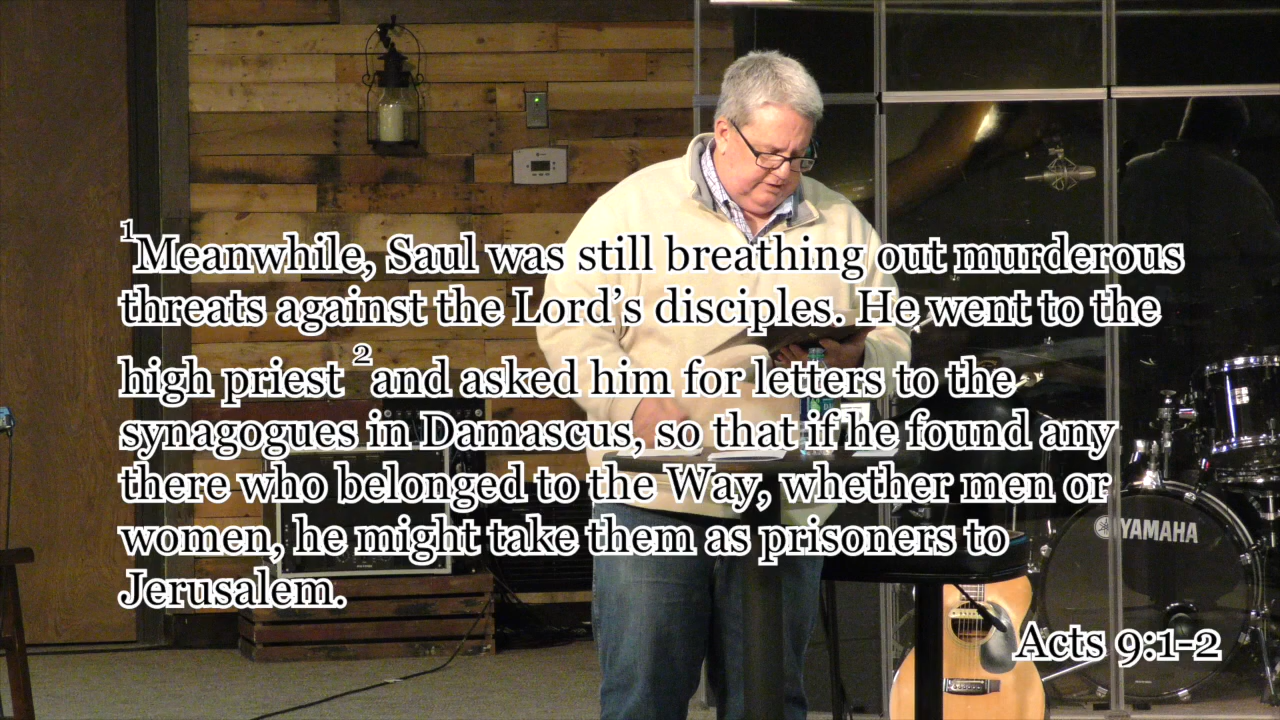 ¹Meanwhile, Saul was still breathing out murderous
threats against the Lord’s disciples. He went to the
high priest ²and asked him for letters to the
synagogues in Damascus, so that if he found any
there who belonged to the Way, whether men or
women, he might take them as prisoners to
Jerusalem.
Acts 9:1-2
YAMAHA